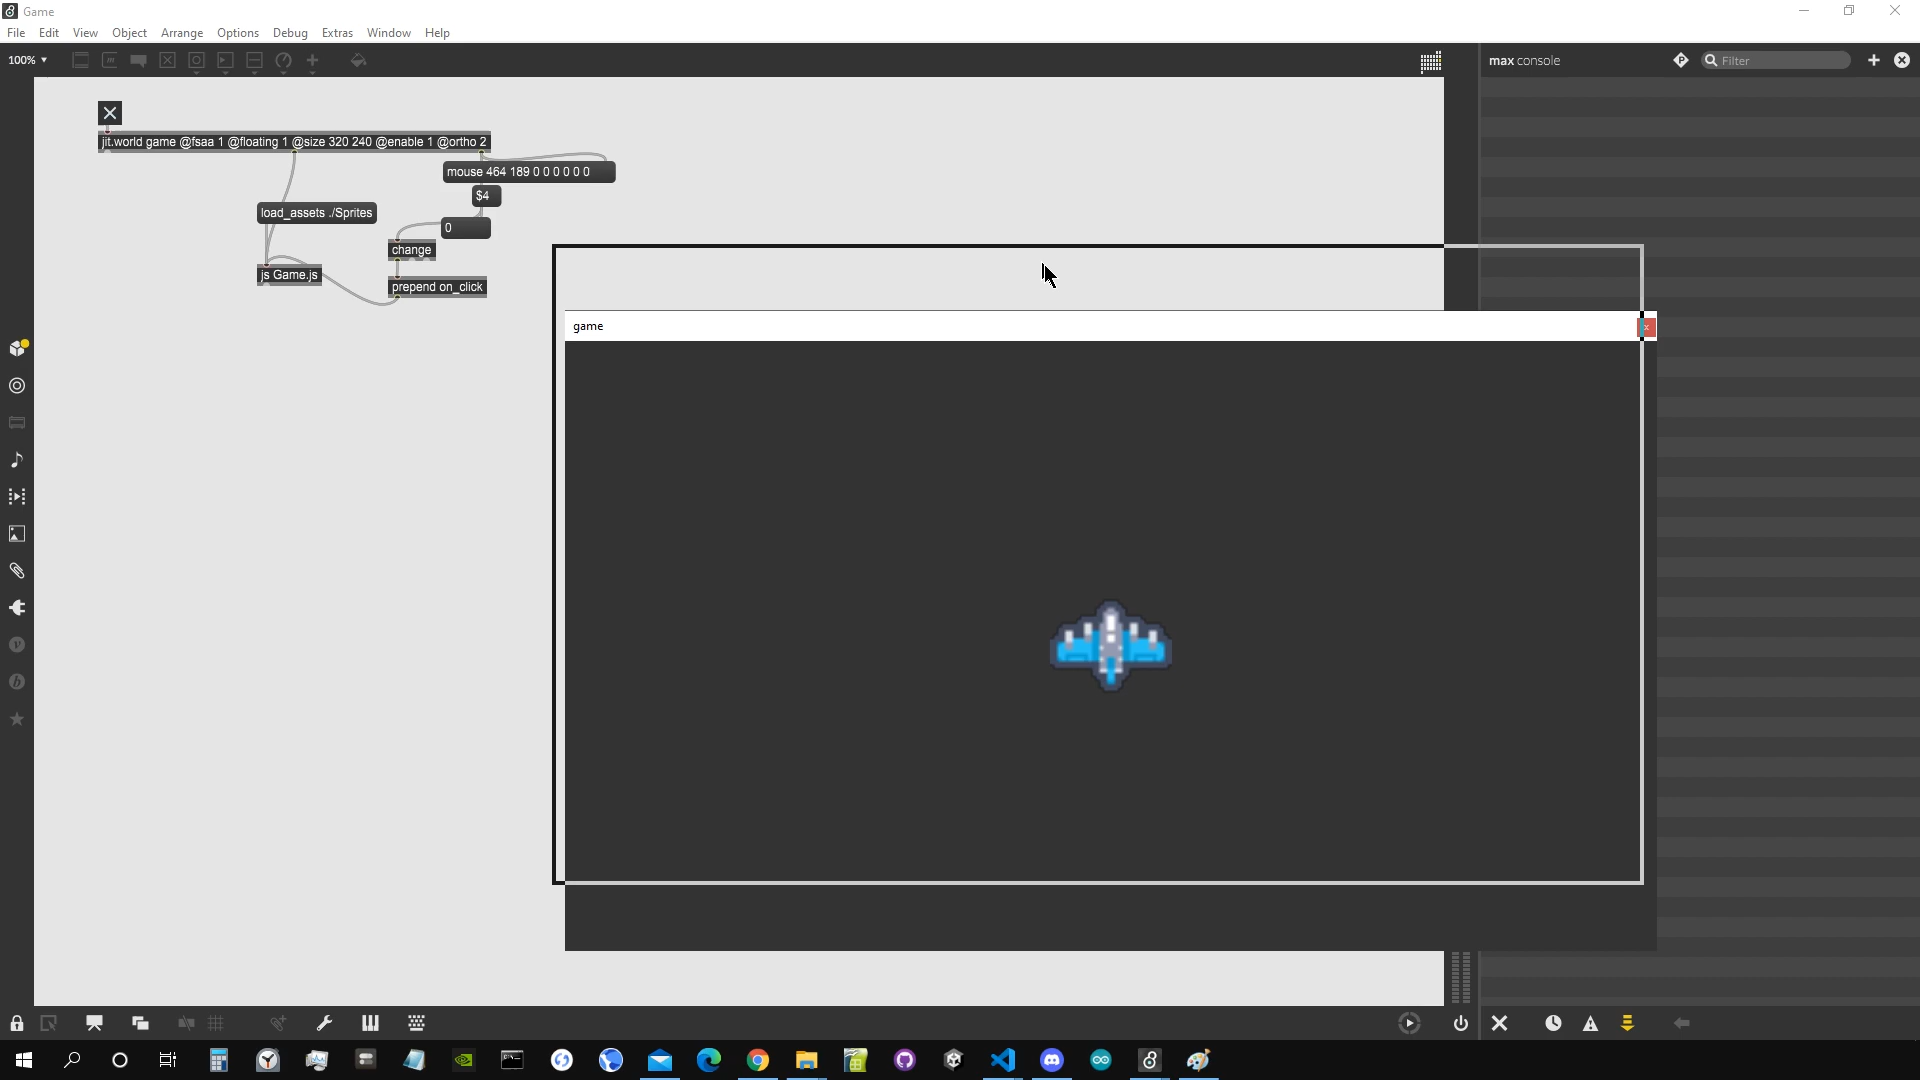 Game
File Edit View Object Arrange Options Debug Extras Window Help
100%
max console
Filter
jit.world game @fsaa 1 @floating 1 @size 320 240 @enable 1 @ortho 2
mouse 464 189 0 0 0 0 0 0
$4
load_assets ./Sprites
0
change
js Game.js
prepend on_click
game